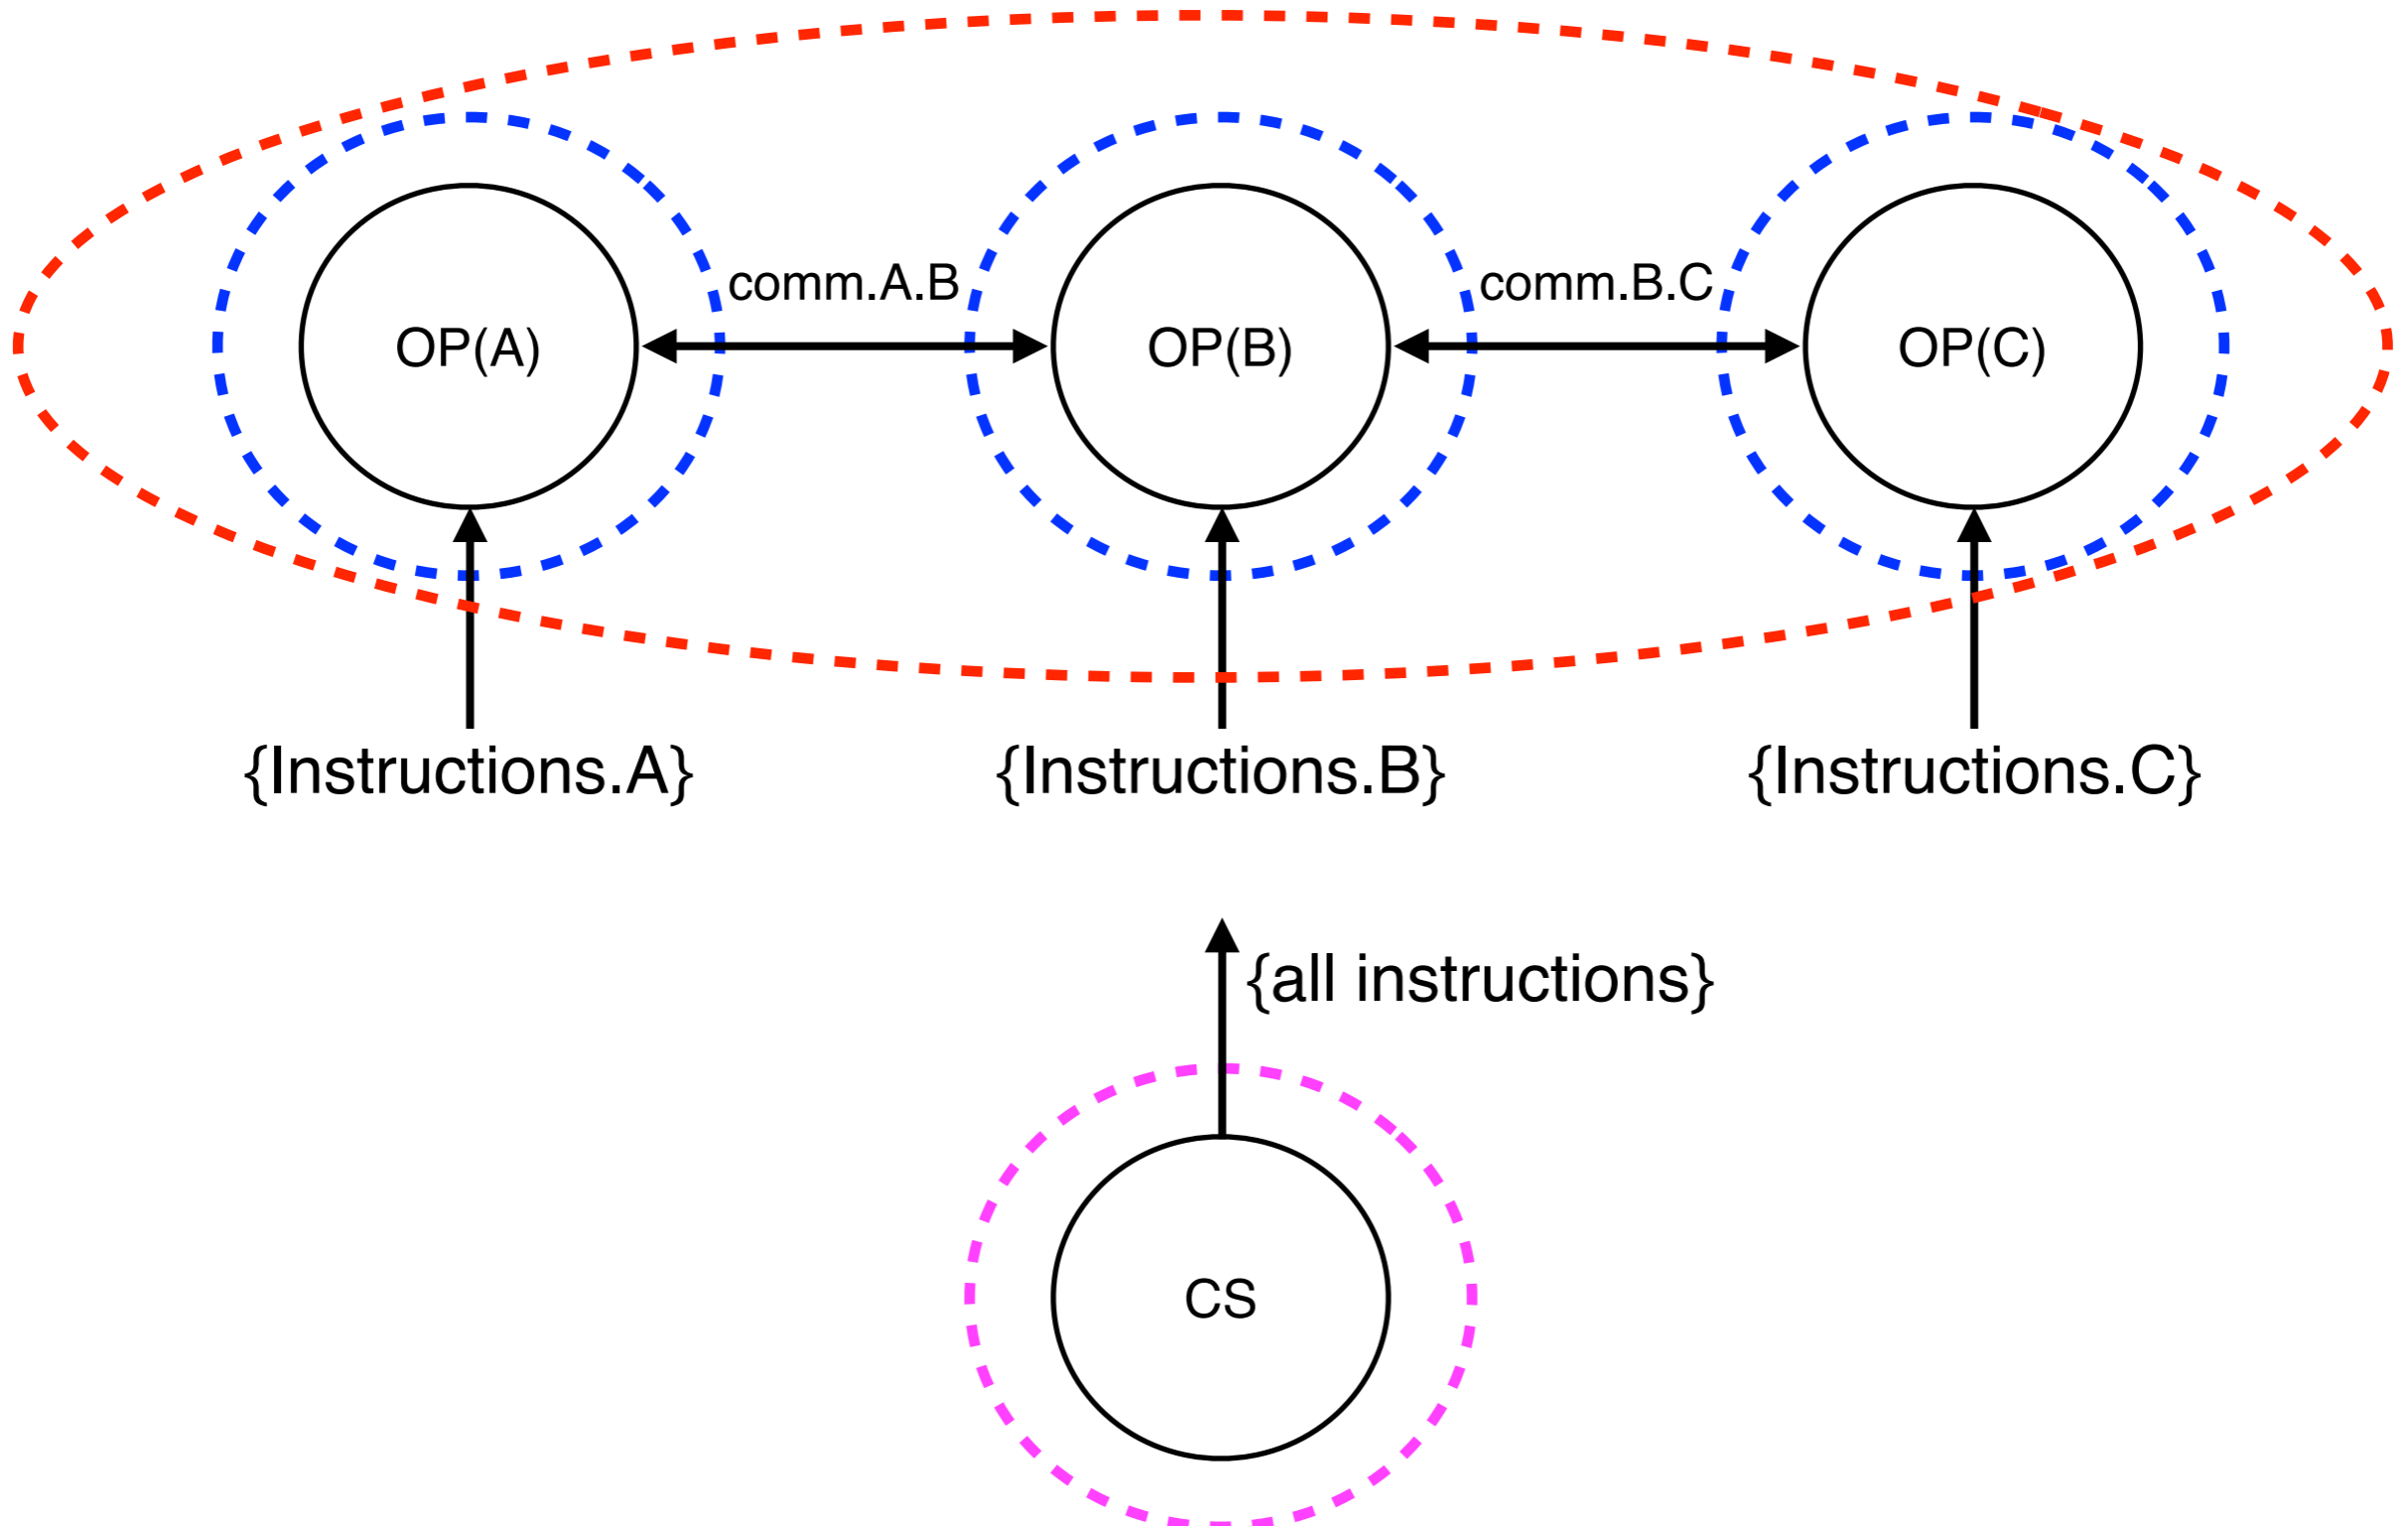 comm.A.B
comm.B.C
OP(A)
OP(B)
OP(C)
{Instructions.A}
{Instructions.B}
{Instructions.C}
{all instructions}
CS